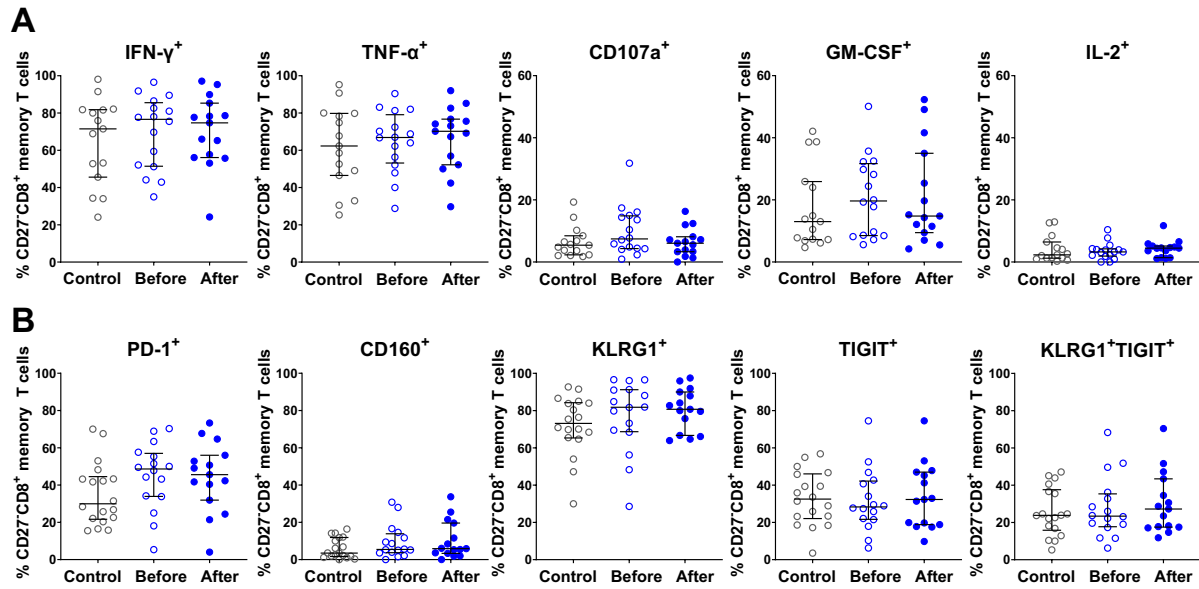 A
IFN-γ+
TNF-α+
CD107a+
GM-CSF+
IL-2+
% CD27-CD8+ memory T cells
100
80
60
40
20
0
Control Before After
% CD27-CD8+ memory T cells
100
80
60
40
20
0
Control Before After
% CD27-CD8+ memory T cells
60
40
20
0
Control Before After
% CD27-CD8+ memory T cells
60
40
20
0
Control Before After
% CD27-CD8+ memory T cells
60
40
20
0
Control Before After
B
PD-1+
CD160+
KLRG1+
TIGIT+
KLRG1+TIGIT+
% CD27-CD8+ memory T cells
100
80
60
40
20
0
Control Before After
% CD27-CD8+ memory T cells
100
80
60
40
20
0
Control Before After
% CD27-CD8+ memory T cells
100
80
60
40
20
0
Control Before After
% CD27-CD8+ memory T cells
100
80
60
40
20
0
Control Before After
% CD27-CD8+ memory T cells
100
80
60
40
20
0
Control Before After